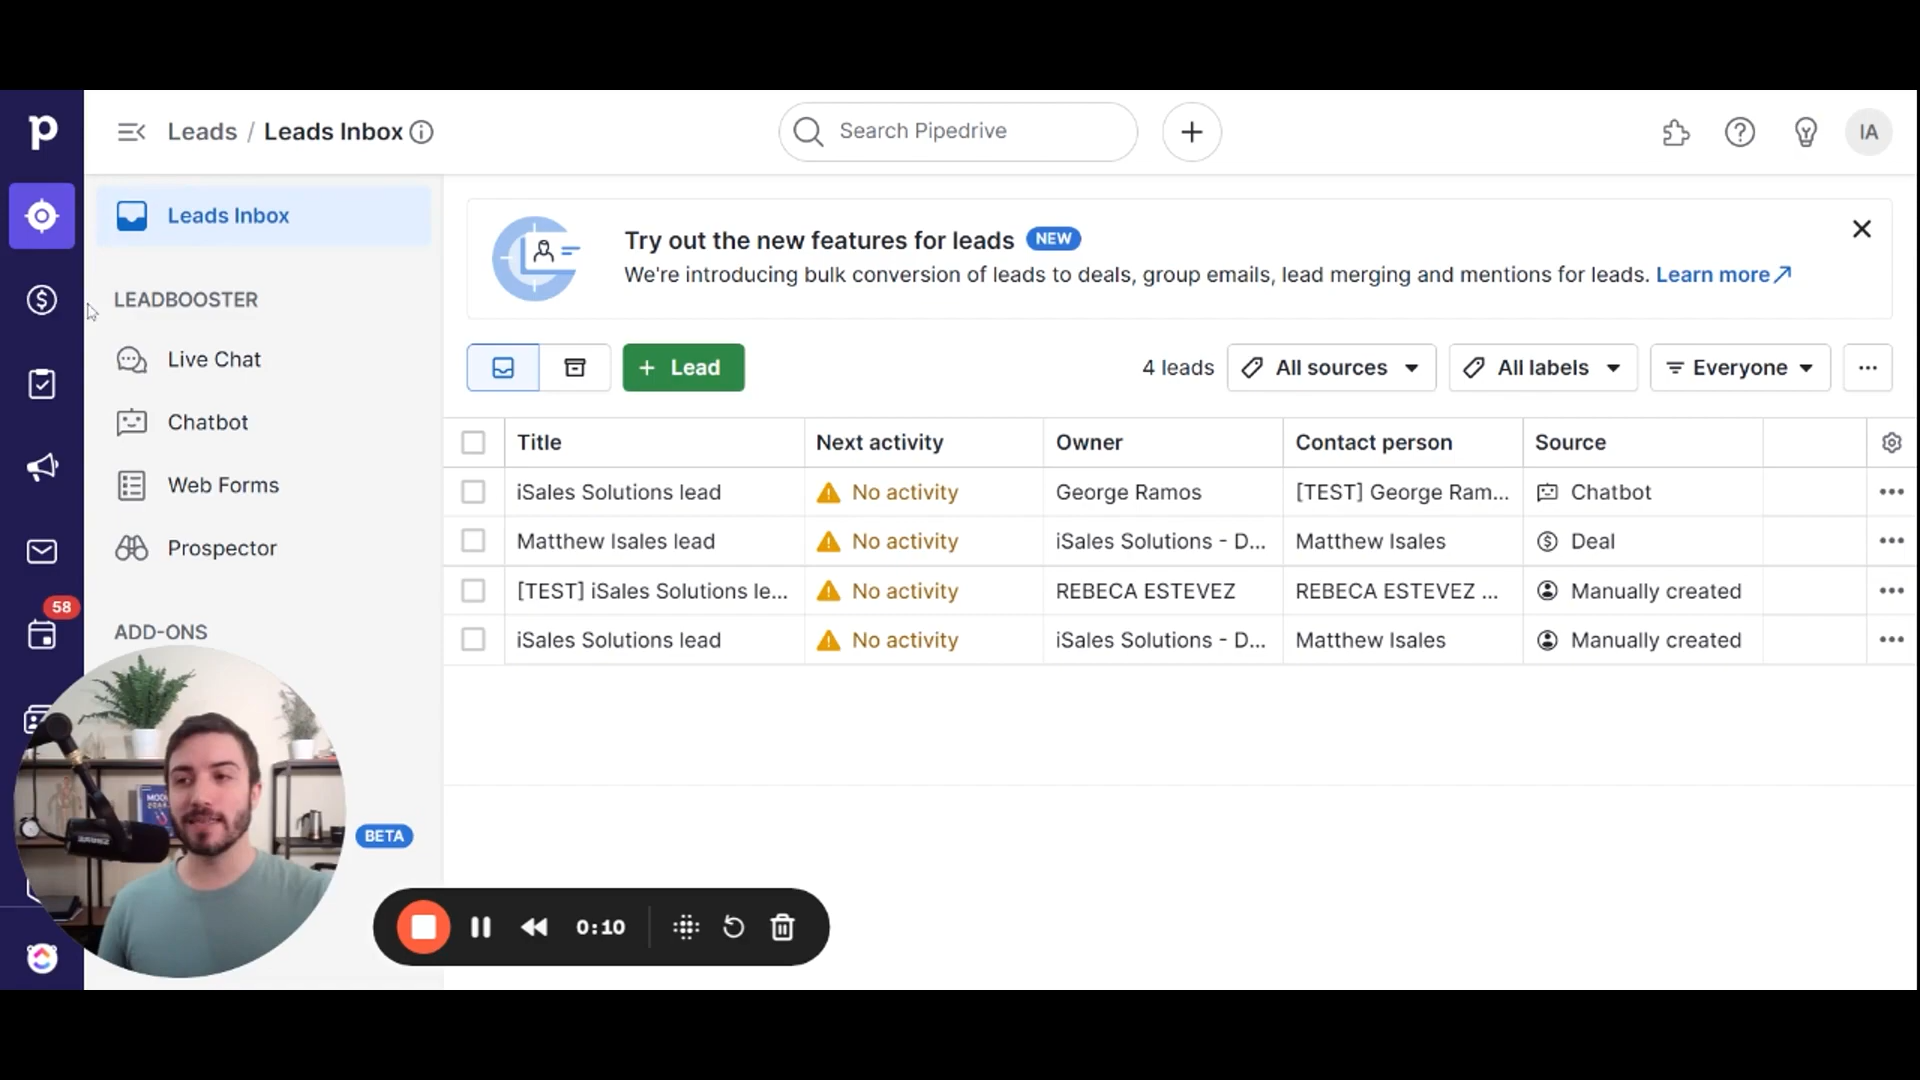 p
Leads / Leads Inbox
Search Pipedrive
IA
Leads Inbox
LEADBOOSTER
Live Chat
Chatbot
Web Forms
Prospector
ADD-ONS
58
BETA
Try out the new features for leads NEW
We're introducing bulk conversion of leads to deals, group emails, lead merging and mentions for leads. Learn more
+ Lead
4 leads
All sources
All labels
Everyone
Title Next activity Owner Contact person Source
iSales Solutions lead No activity George Ramos [TEST] George Ram... Chatbot
Matthew Isales lead No activity iSales Solutions - D... Matthew Isales Deal
[TEST] iSales Solutions le... No activity REBECA ESTEVEZ REBECA ESTEVEZ ... Manually created
iSales Solutions lead No activity iSales Solutions - D... Matthew Isales Manually created
0:10